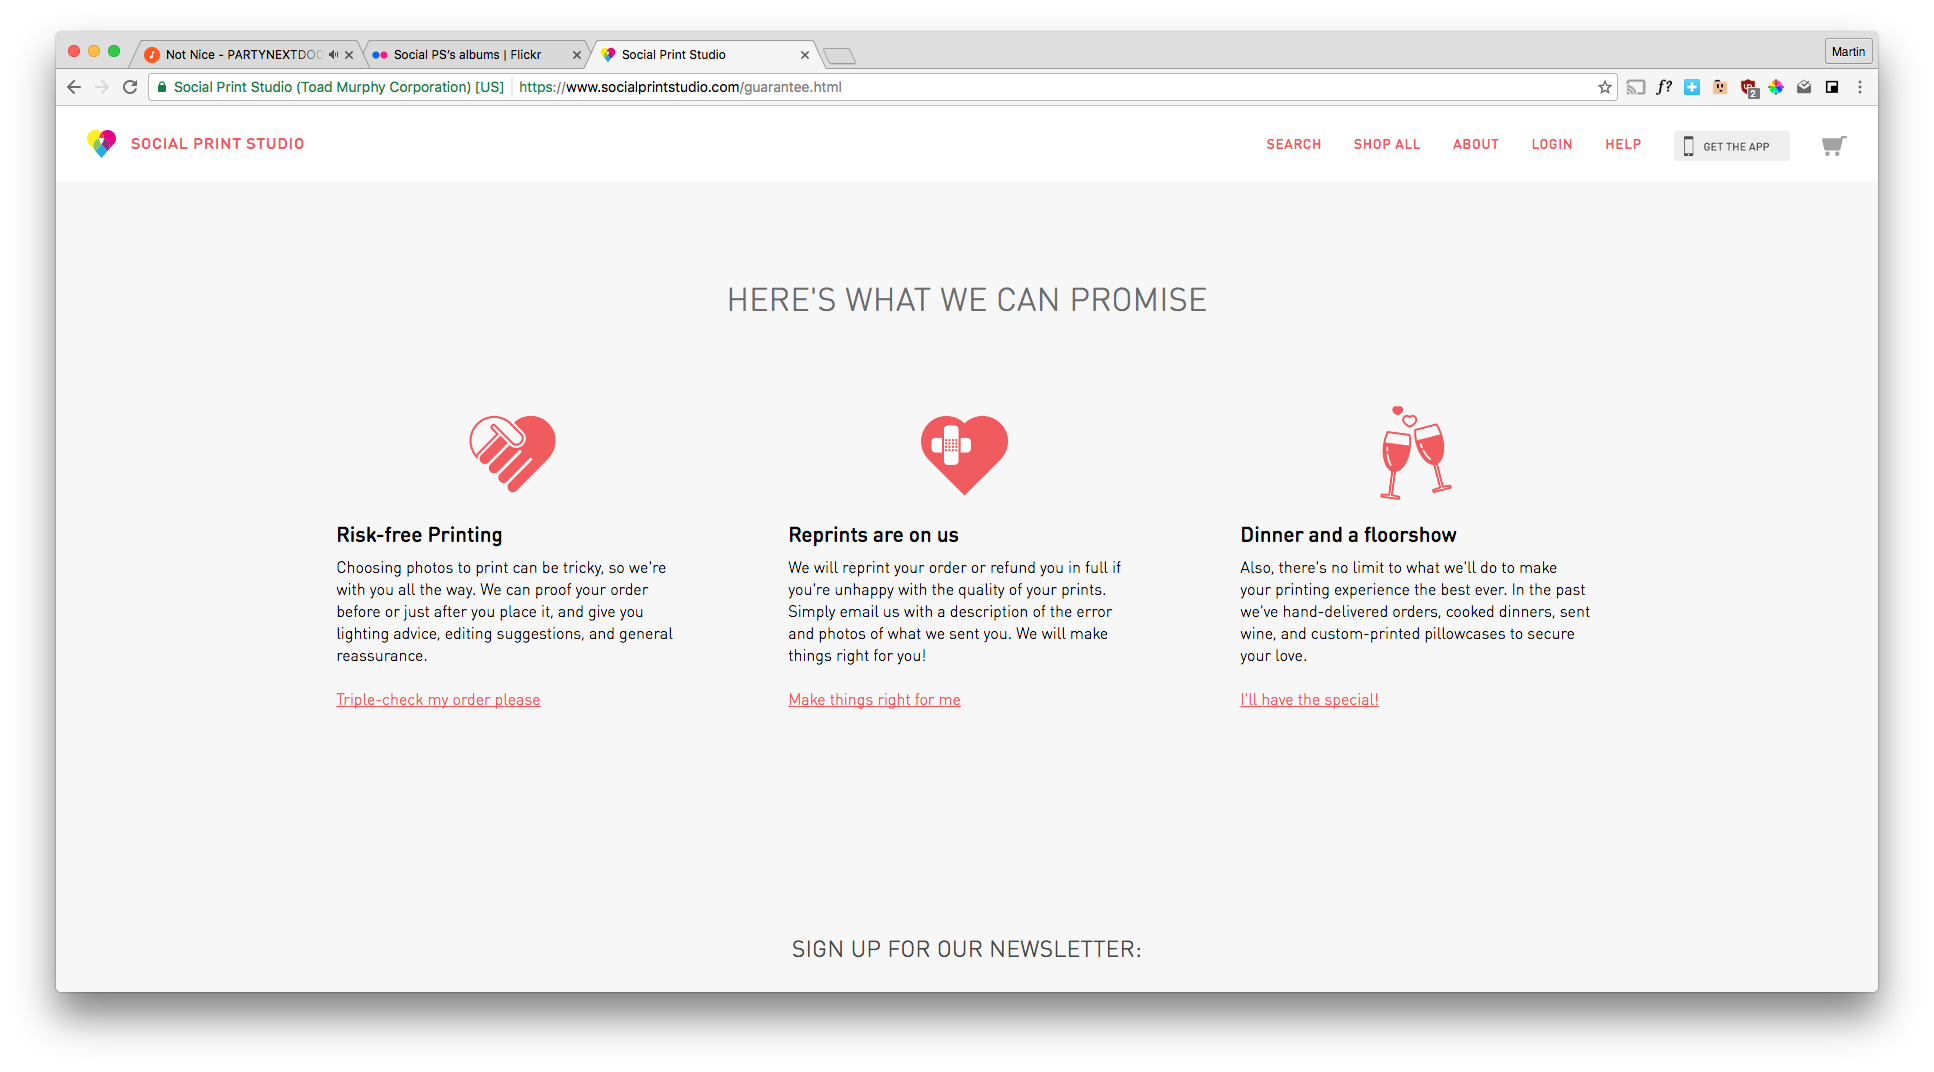 Not Nice - PARTYNEXTDOO
Social PS's albums | Flickr
Social Print Studio
Martin
Social Print Studio (Toad Murphy Corporation) [US]
https://www.socialprintstudio.com/guarantee.html
f?
2
SOCIAL PRINT STUDIO
SEARCH
SHOP ALL
ABOUT
LOGIN
HELP
GET THE APP
HERE'S WHAT WE CAN PROMISE
Risk-free Printing
Choosing photos to print can be tricky, so we're
with you all the way. We can proof your order
before or just after you place it, and give you
lighting advice, editing suggestions, and general
reassurance.
Triple-check my order please
Reprints are on us
We will reprint your order or refund you in full if
you're unhappy with the quality of your prints.
Simply email us with a description of the error
and photos of what we sent you. We will make
things right for you!
Make things right for me
Dinner and a floorshow
Also, there's no limit to what we'll do to make
your printing experience the best ever. In the past
we've hand-delivered orders, cooked dinners, sent
wine, and custom-printed pillowcases to secure
your love.
I'll have the special!
SIGN UP FOR OUR NEWSLETTER: